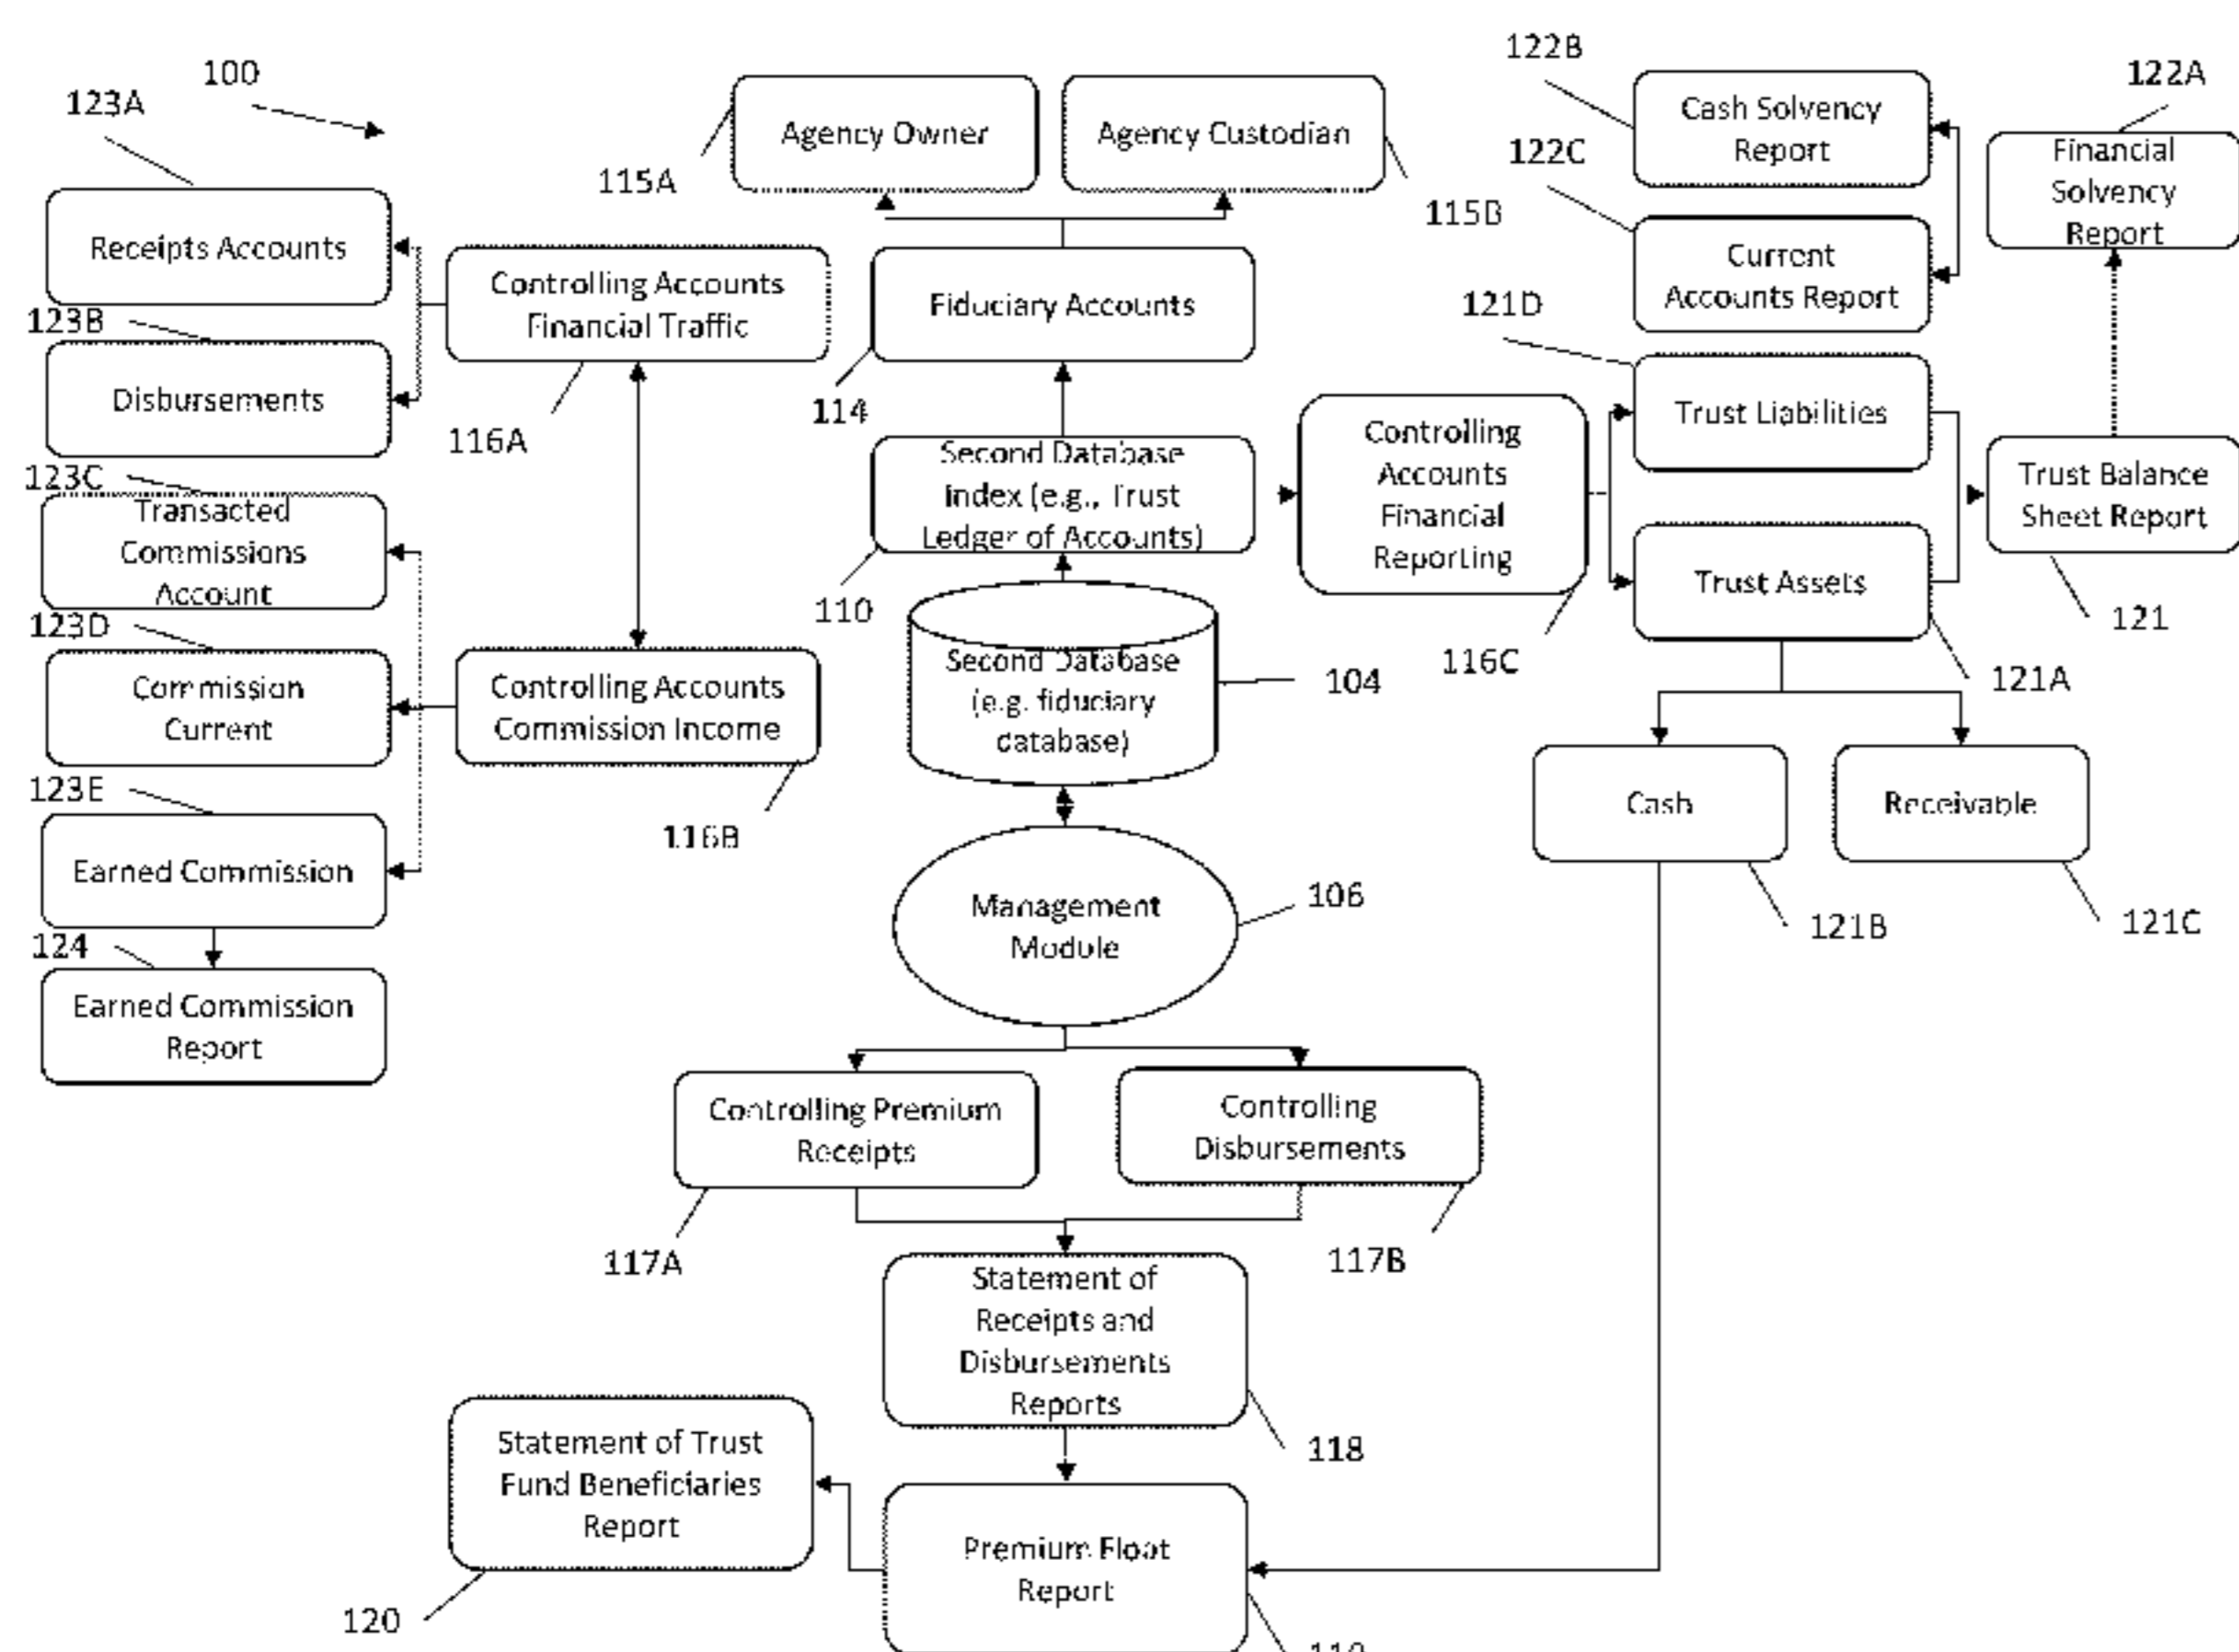 100
123A
Receipts Accounts
123B
Disbursements
123C
Transacted
Commissions
Account
123D
Commission
Current
123E
Earned Commission
124
Earned Commission
Report
Controlling Accounts
Financial Traffic
116A
Controlling Accounts
Commission Income
116B
Agency Owner
115A
Agency Custodian
115B
Fiduciary Accounts
114
Second Database
Index (e.g., Trust
Ledger of Accounts)
110
Second Database
(e.g. fiduciary
database)
104
Management
Module
106
Controlling Premium
Receipts
117A
Controlling
Disbursements
117B
Statement of
Receipts and
Disbursements
Reports
118
Statement of Trust
Fund Beneficiaries
Report
120
Premium Float
Report
Controlling
Accounts
Financial
Reporting
116C
122B
Cash Solvency
Report
122C
Current
Accounts Report
122A
Financial
Solvency
Report
121D
Trust Liabilities
Trust Assets
121A
Trust Balance
Sheet Report
121
Cash
121B
Receivable
121C